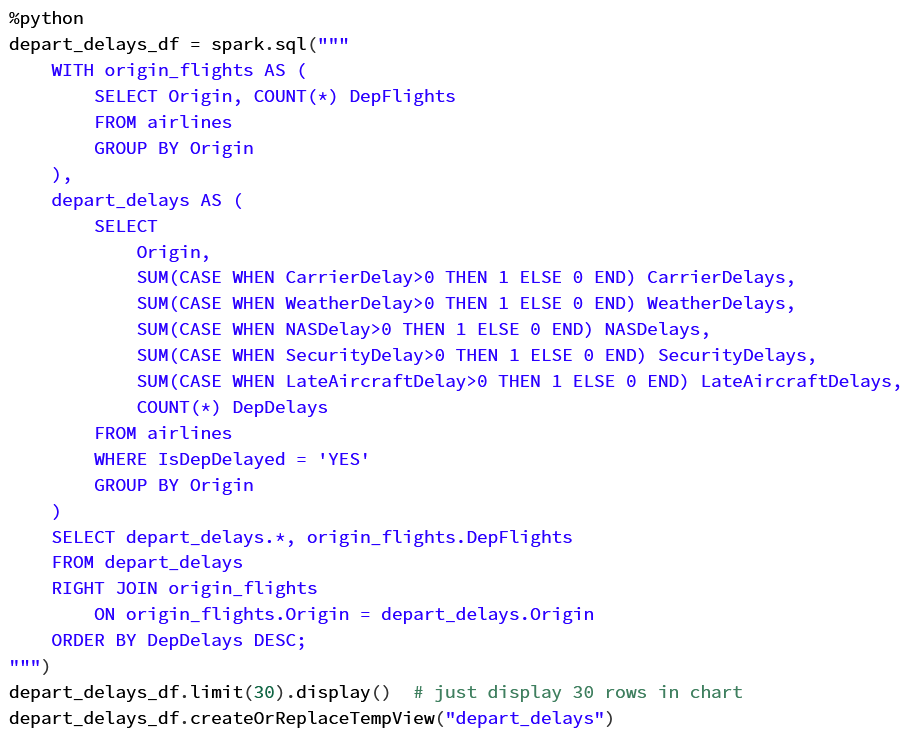 %python
depart_delays_df = spark.sql("""
    WITH origin_flights AS (
        SELECT Origin, COUNT(*) DepFlights
        FROM airlines
        GROUP BY Origin
    ),
    depart_delays AS (
        SELECT
            Origin,
            SUM(CASE WHEN CarrierDelay>0 THEN 1 ELSE 0 END) CarrierDelays,
            SUM(CASE WHEN WeatherDelay>0 THEN 1 ELSE 0 END) WeatherDelays,
            SUM(CASE WHEN NASDelay>0 THEN 1 ELSE 0 END) NASDelays,
            SUM(CASE WHEN SecurityDelay>0 THEN 1 ELSE 0 END) SecurityDelays,
            SUM(CASE WHEN LateAircraftDelay>0 THEN 1 ELSE 0 END) LateAircraftDelays,
            COUNT(*) DepDelays
        FROM airlines
        WHERE IsDepDelayed = 'YES'
        GROUP BY Origin
    )
    SELECT depart_delays.*, origin_flights.DepFlights
    FROM depart_delays
    RIGHT JOIN origin_flights
        ON origin_flights.Origin = depart_delays.Origin
    ORDER BY DepDelays DESC;
""")
depart_delays_df.limit(30).display()  # just display 30 rows in chart
depart_delays_df.createOrReplaceTempView("depart_delays")